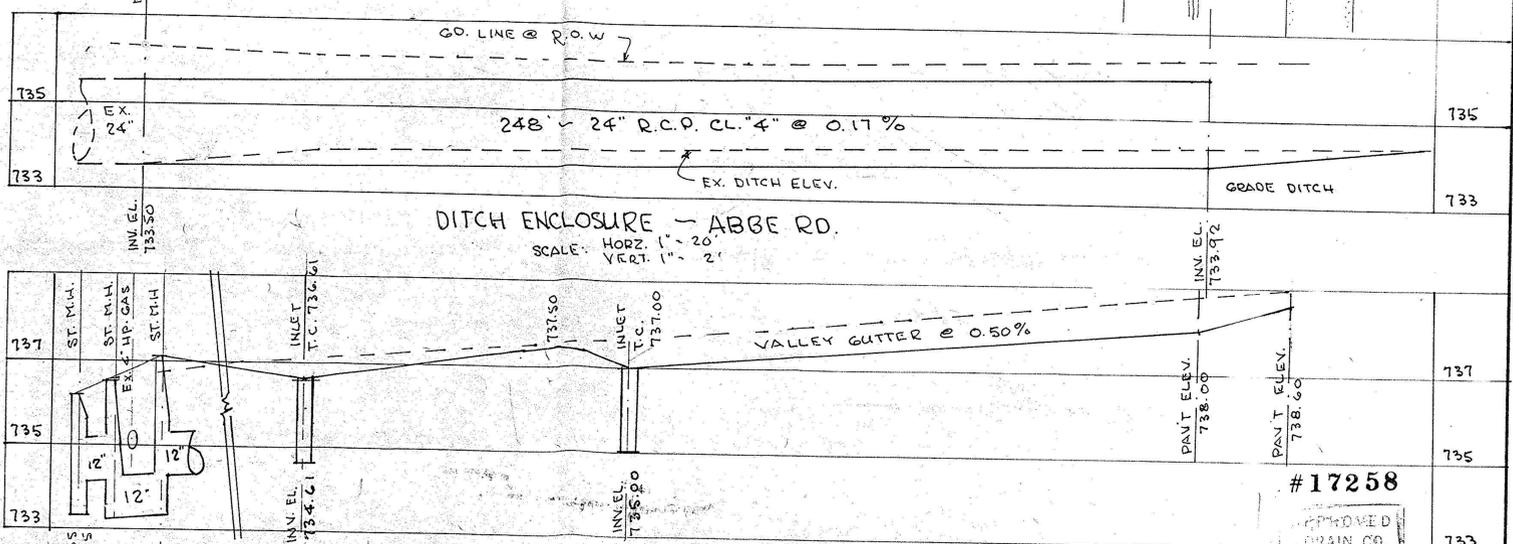 GD. LINE @ R.O.W
735
EX.
24"
248' ~ 24" R.C.P. CL. "4" @ 0.17 %
735
733
EX. DITCH ELEV.
GRADE DITCH
733
INV. EL.
733.50
DITCH ENCLOSURE ~ ABBE RD.
SCALE: HORZ. 1" - 20'
VERT. 1" - 2'
INV. EL.
733.92
ST. M.H.
ST. M.H.
EX. 4" HP. GAS
ST. M.H
INLET
T.C. 736.61
737.50
INLET
T.C.
737.00
VALLEY GUTTER @ 0.50%
737
737
PAV'T ELEV.
738.00
PAV'T ELEV.
738.60
735
12"
12"
12"
735
INV. EL.
734.61
INV. EL.
735.00
#17258
733
733